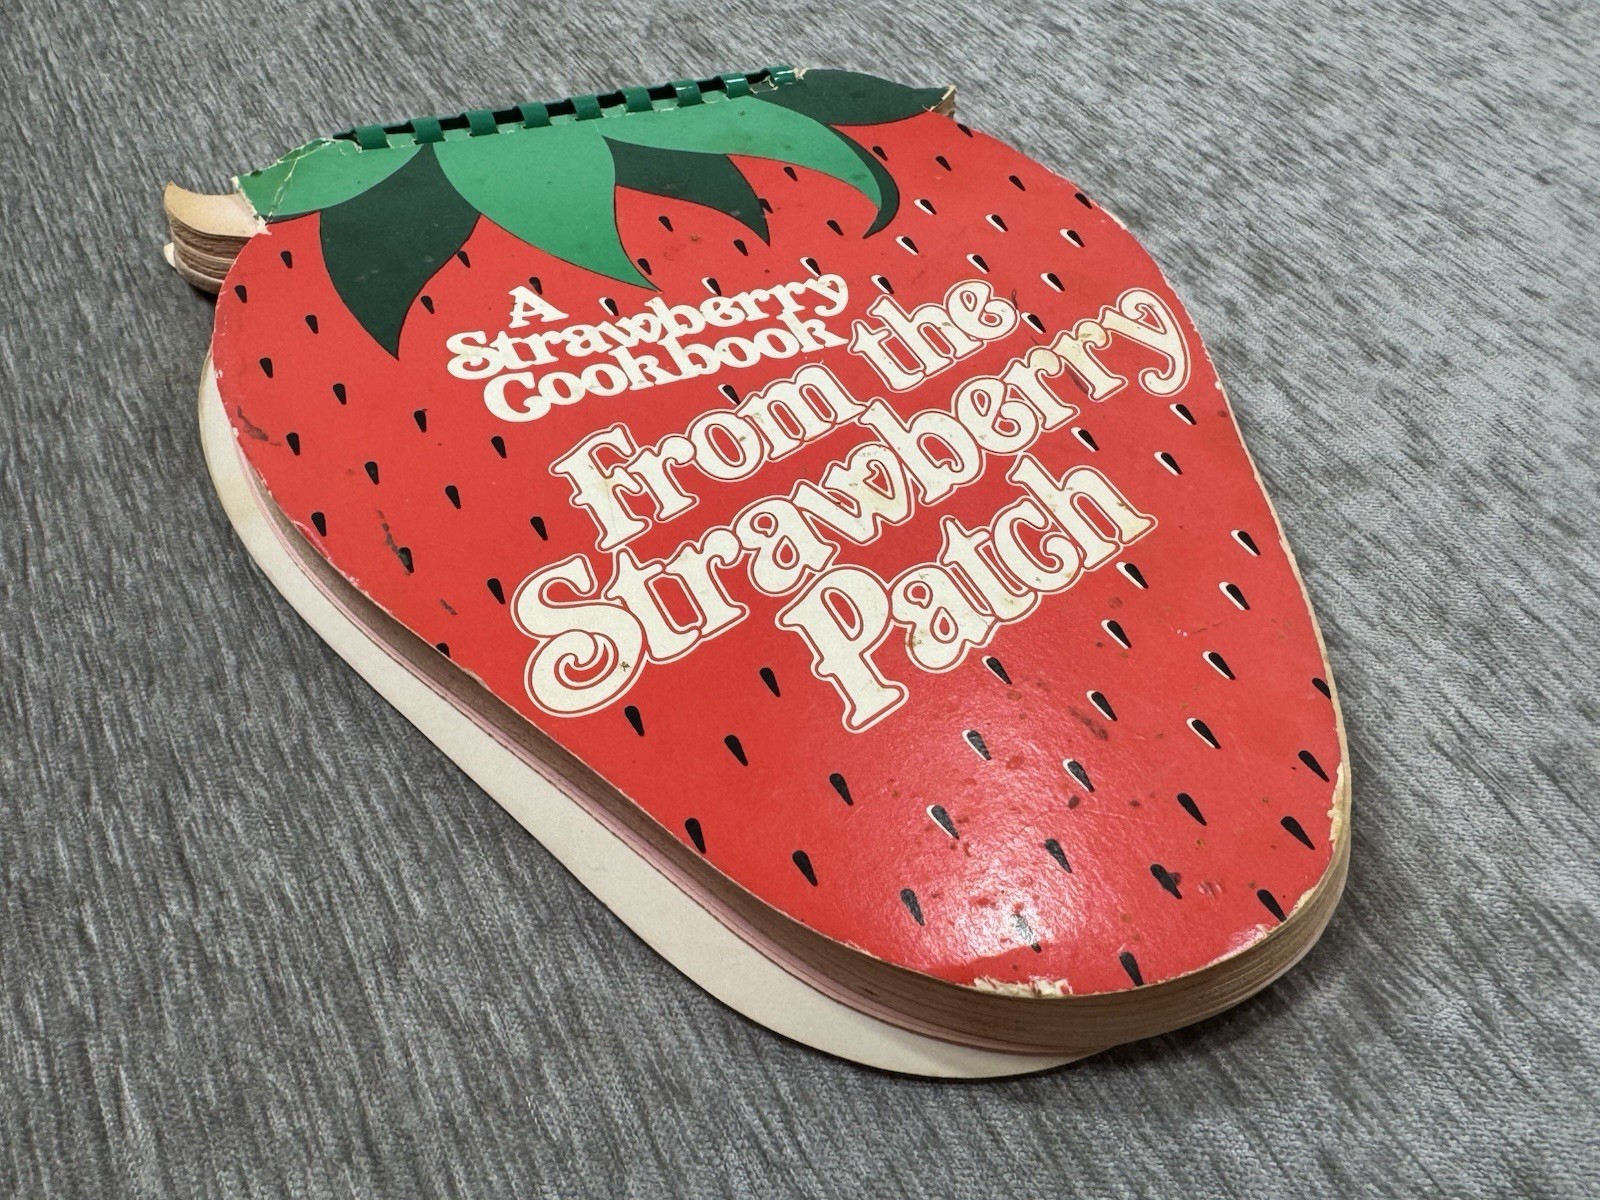 A
Strawberry
Cookbook
From the
Strawberry
Patch